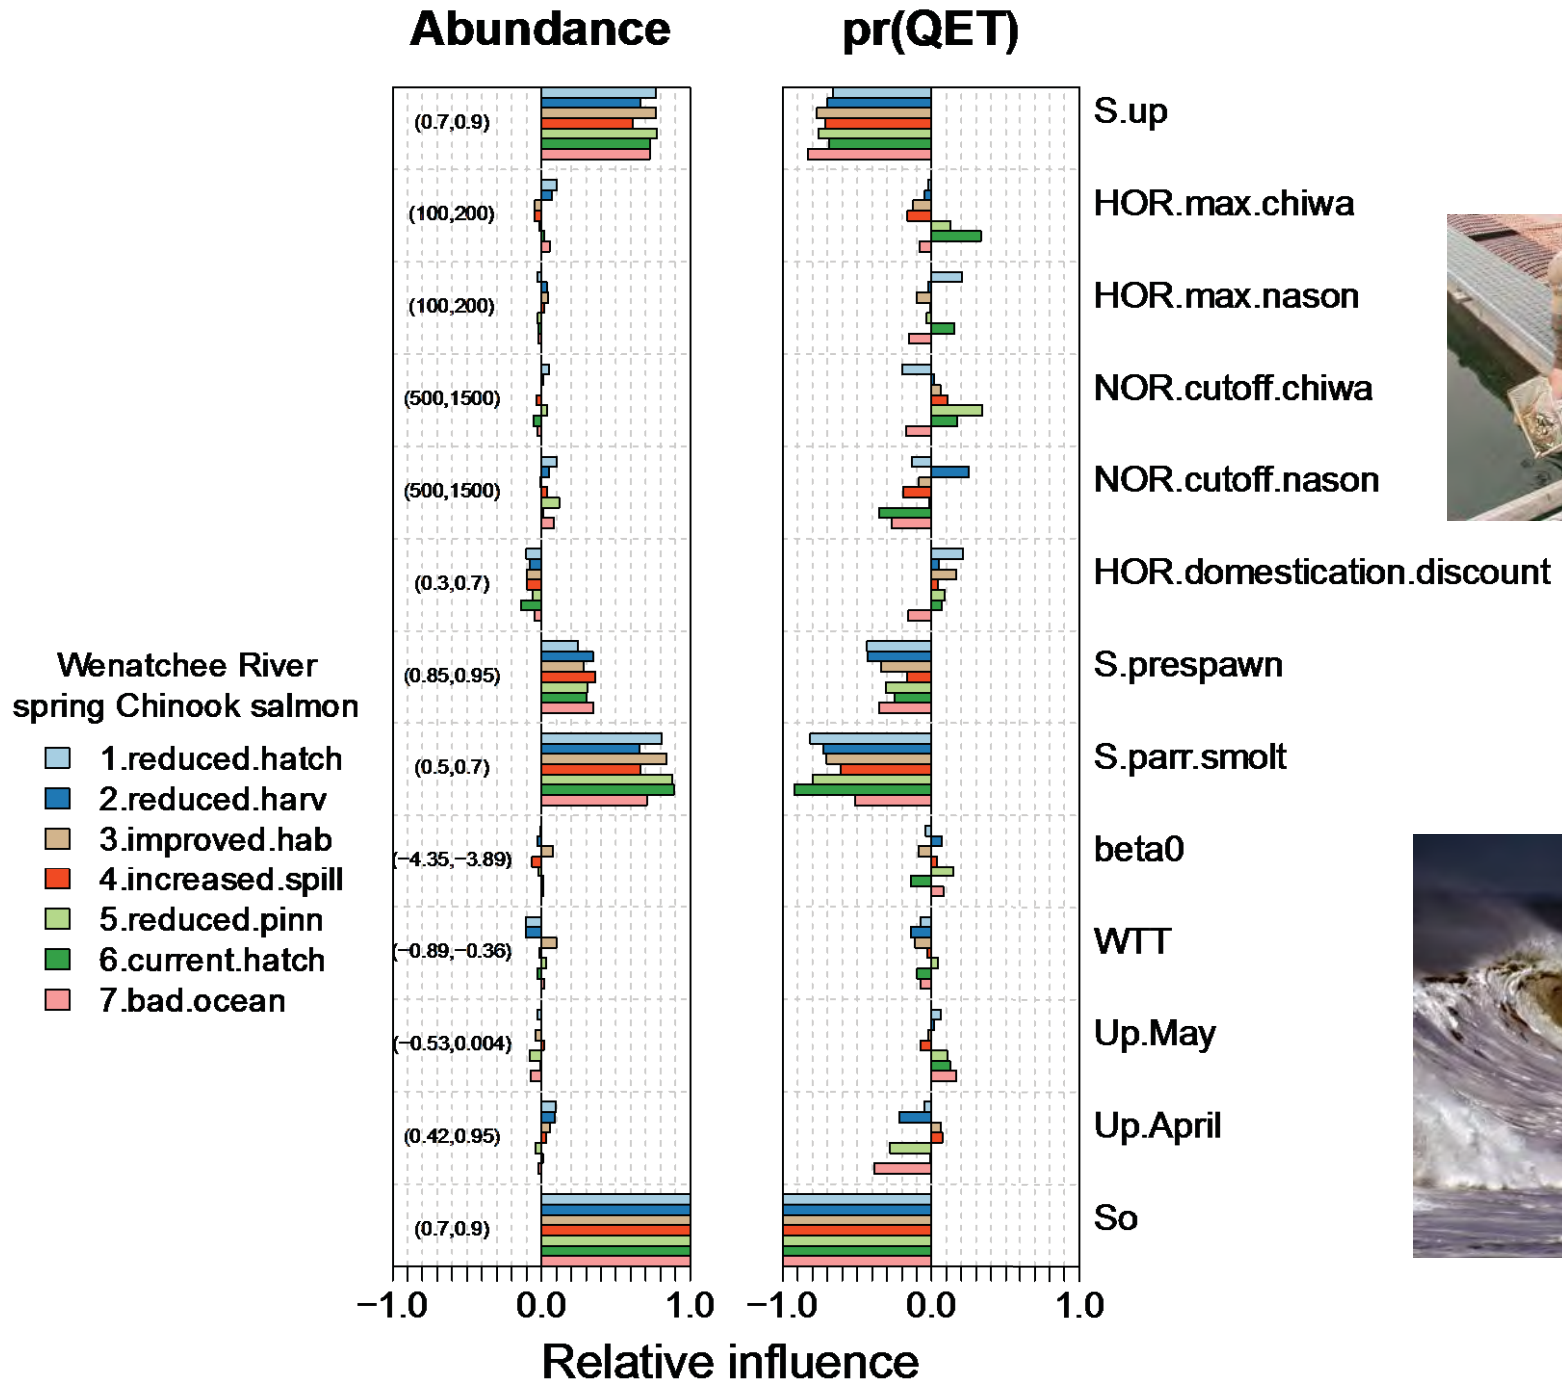 Abundance pr(QET)
(0.7,0.9) S.up
(100,200) HOR.max.chiwa
(100,200) HOR.max.nason
(500,1500) NOR.cutoff.chiwa
(500,1500) NOR.cutoff.nason
(0.3,0.7) HOR.domestication.discount
(0.85,0.95) S.prespawn
(0.5,0.7) S.parr.smolt
(−4.35,−3.89) beta0
(−0.89,−0.36) WTT
(−0.53,0.004) Up.May
(0.42,0.95) Up.April
(0.7,0.9) So
Wenatchee River
spring Chinook salmon
1.reduced.hatch
2.reduced.harv
3.improved.hab
4.increased.spill
5.reduced.pinn
6.current.hatch
7.bad.ocean
−1.0 0.0 1.0 −1.0 0.0 1.0
Relative influence